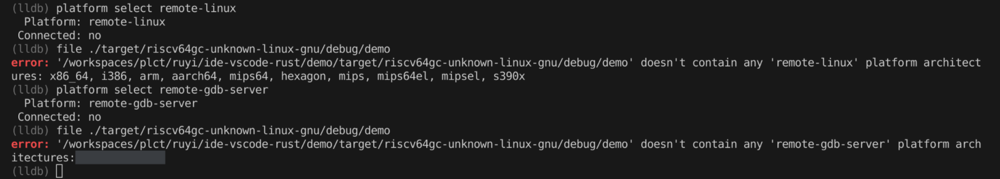 (lldb) platform select remote-linux
  Platform: remote-linux
 Connected: no
(lldb) file ./target/riscv64gc-unknown-linux-gnu/debug/demo
error: '/workspaces/plct/ruyi/ide-vscode-rust/demo/target/riscv64gc-unknown-linux-gnu/debug/demo' doesn't contain any 'remote-linux' platform architect
ures: x86_64, i386, arm, aarch64, mips64, hexagon, mips, mips64el, mipsel, s390x
(lldb) platform select remote-gdb-server
  Platform: remote-gdb-server
 Connected: no
(lldb) file ./target/riscv64gc-unknown-linux-gnu/debug/demo
error: '/workspaces/plct/ruyi/ide-vscode-rust/demo/target/riscv64gc-unknown-linux-gnu/debug/demo' doesn't contain any 'remote-gdb-server' platform arch
itectures:
(lldb)